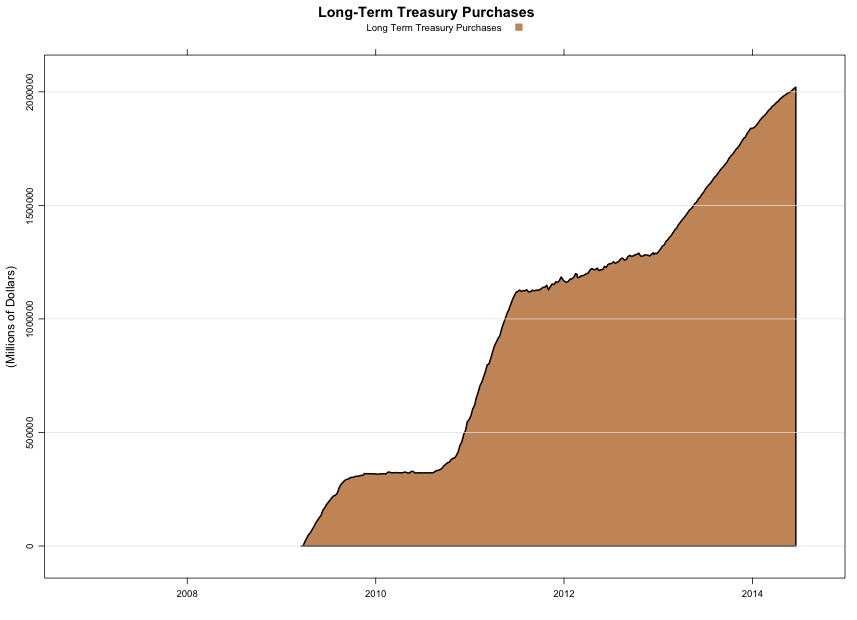 Long-Term Treasury Purchases
Long Term Treasury Purchases
(Millions of Dollars)
2000000
1500000
1000000
500000
0
2008 2010 2012 2014